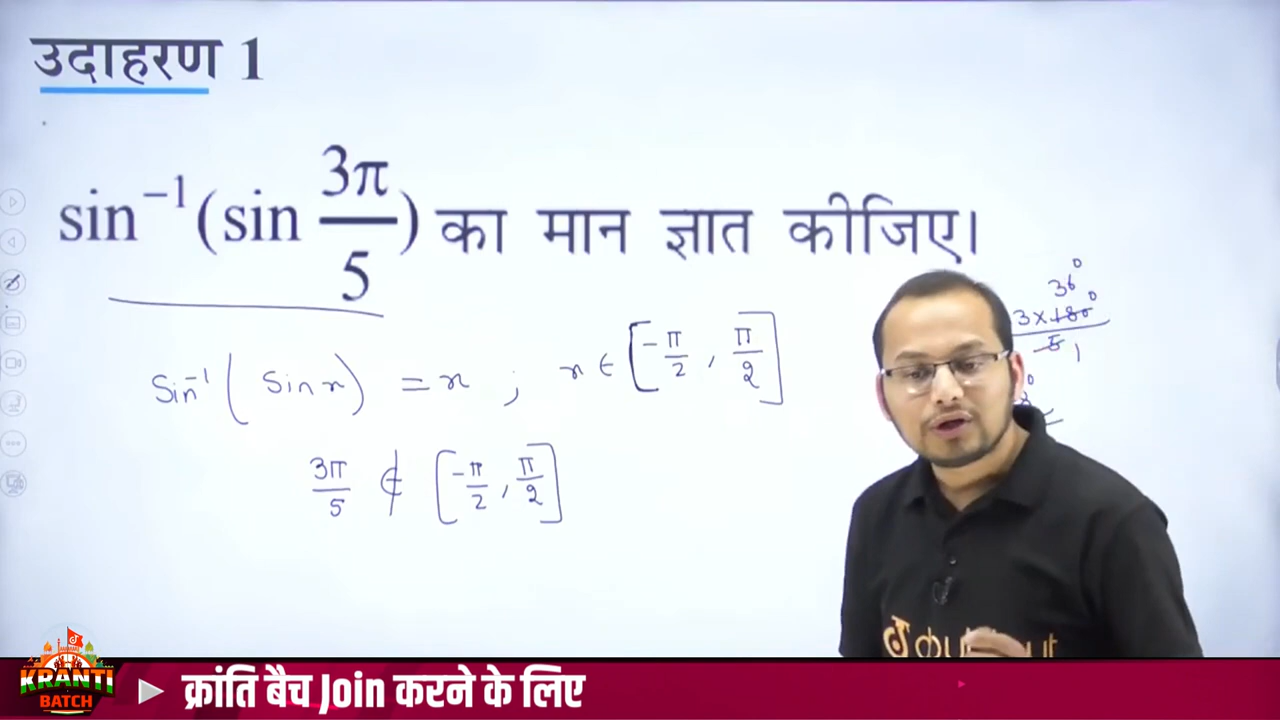 उदाहरण 1
sin⁻¹(sin 3π/5) का मान ज्ञात कीजिए।
Sin⁻¹(Sin x) = x ; x ∈ [-π/2, π/2]
3π/5 ∉ [-π/2, π/2]
36°
3×180°
5 1
KRANTI
BATCH
क्रांति बैच Join करने के लिए